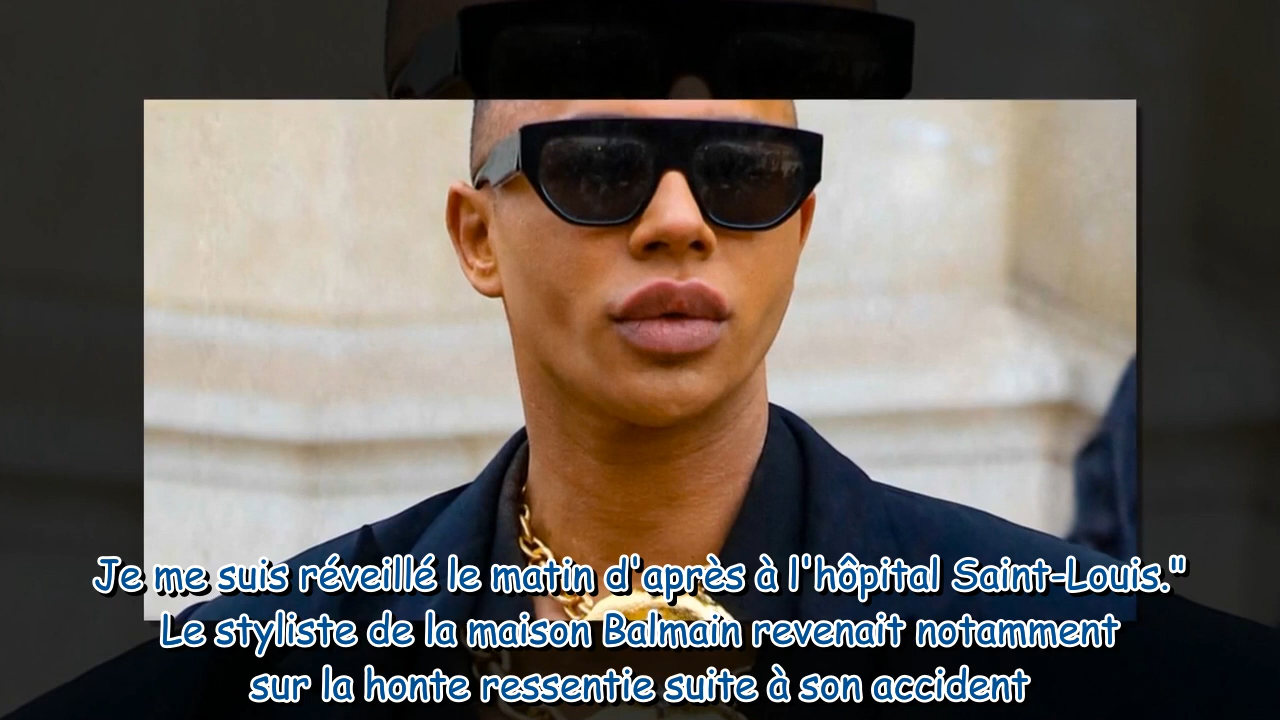 Je me suis réveillé le matin d'après à l'hôpital Saint-Louis."
Le styliste de la maison Balmain revenait notamment
sur la honte ressentie suite à son accident